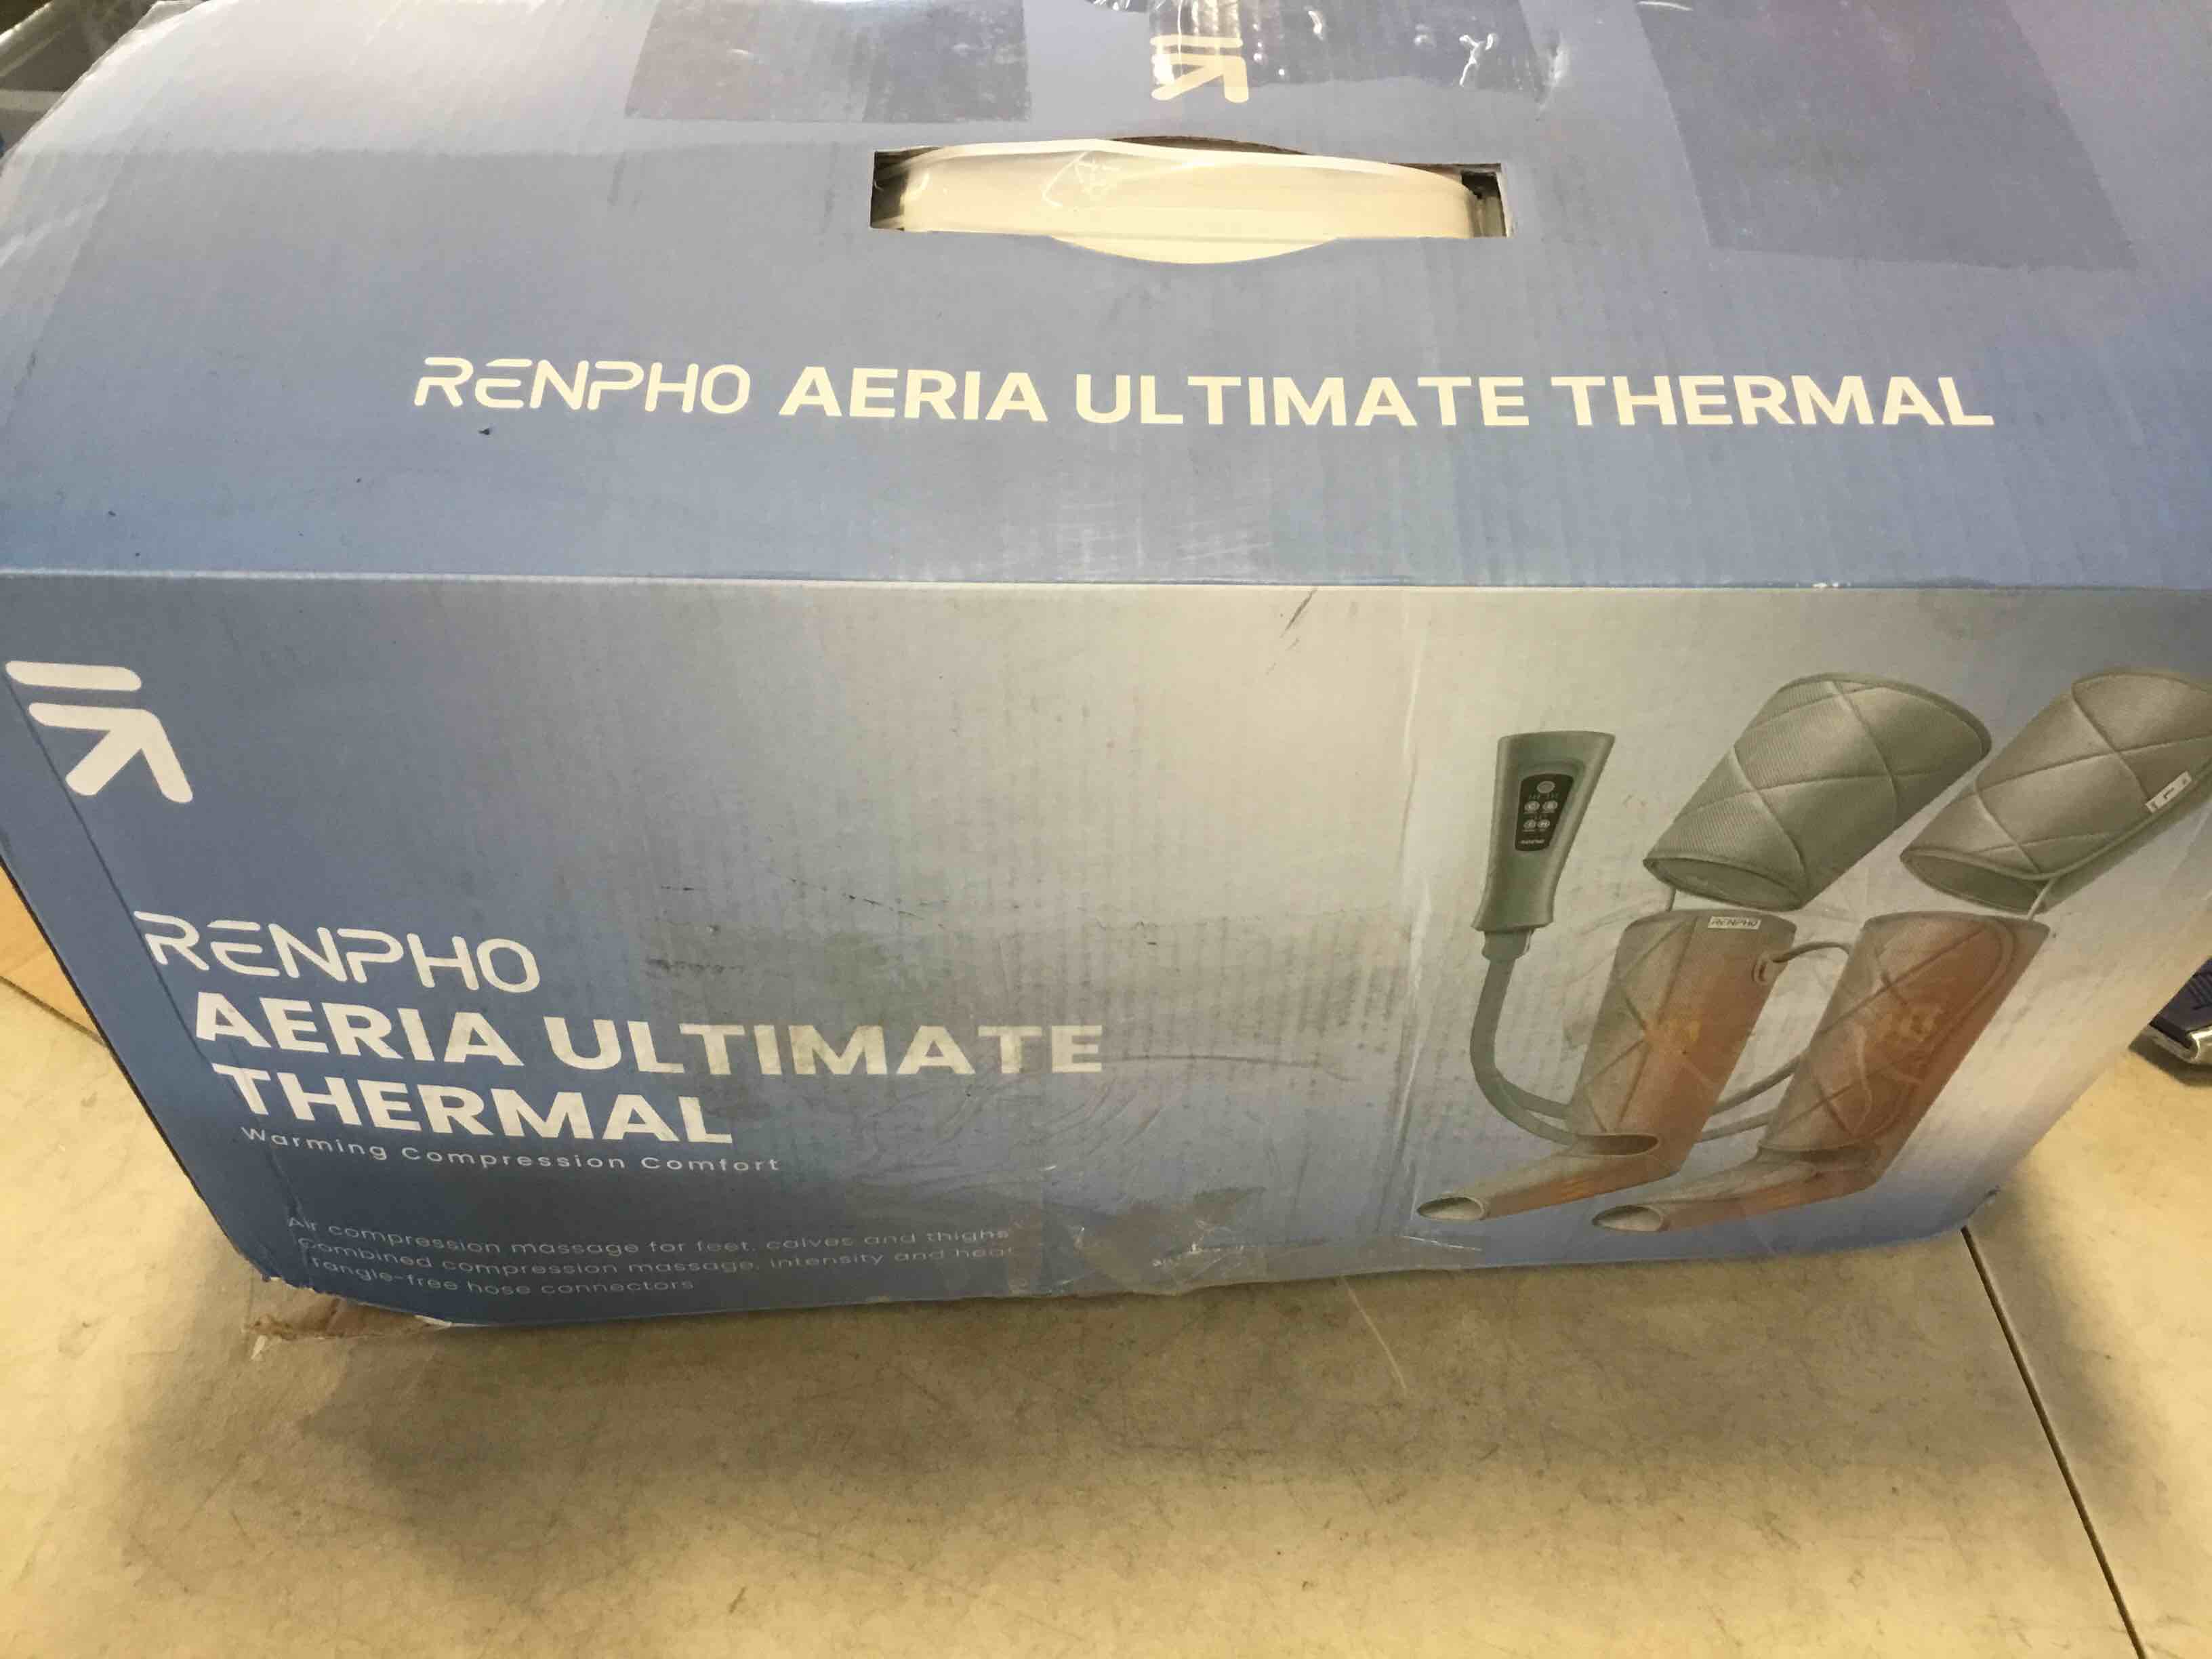 RENPHO AERIA ULTIMATE THERMAL
RENPHO
AERIA ULTIMATE
THERMAL
Warming Compression Comfort
Air compression massage for feet, calves and thighs
Combined compression massage, intensity and heat
Tangle-free hose connectors
RENPHO